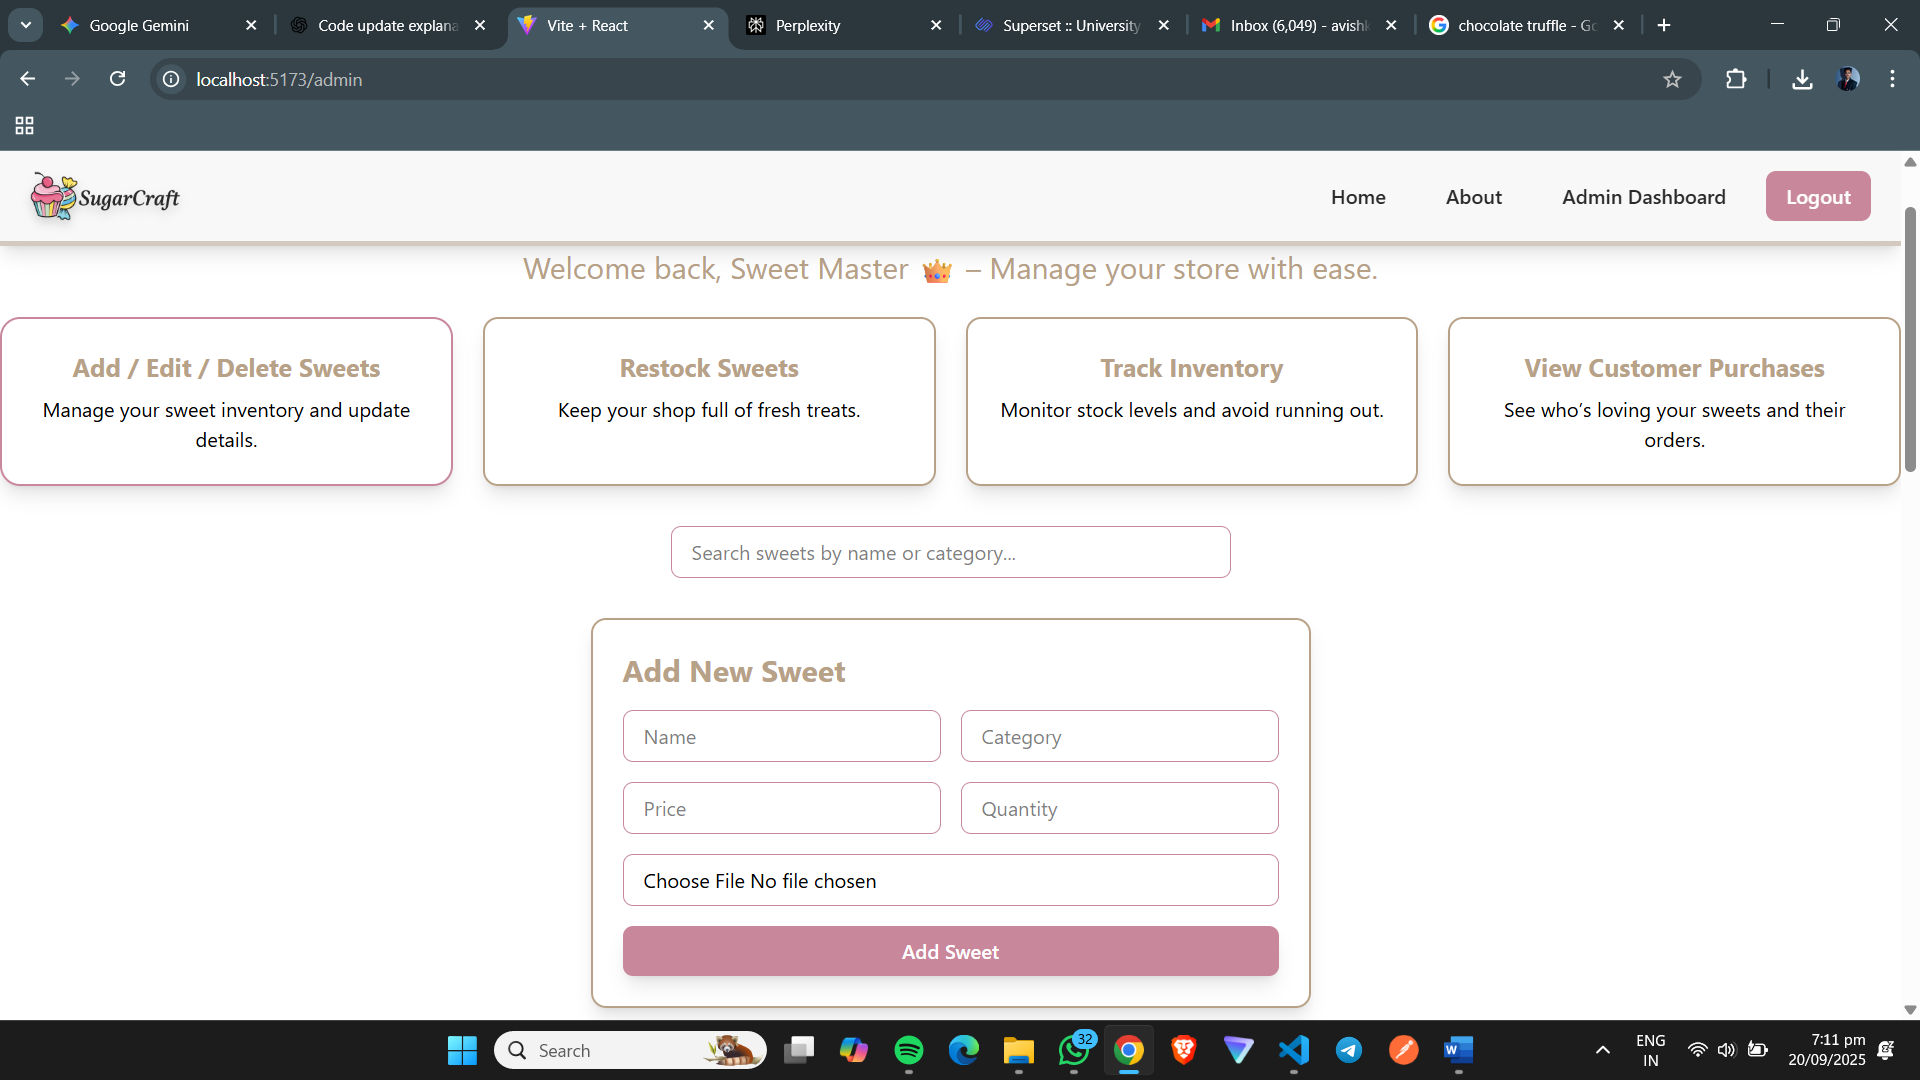 Google Gemini
Code update explana
Vite + React
Perplexity
Superset :: University
Inbox (6,049) - avishk
chocolate truffle - Go
localhost:5173/admin
SugarCraft
Home
About
Admin Dashboard
Logout
Welcome back, Sweet Master 👑 – Manage your store with ease.
Add / Edit / Delete Sweets
Manage your sweet inventory and update
details.
Restock Sweets
Keep your shop full of fresh treats.
Track Inventory
Monitor stock levels and avoid running out.
View Customer Purchases
See who’s loving your sweets and their
orders.
Search sweets by name or category...
Add New Sweet
Name
Category
Price
Quantity
Choose File No file chosen
Add Sweet
Search
32
W
ENG
IN
7:11 pm
20/09/2025